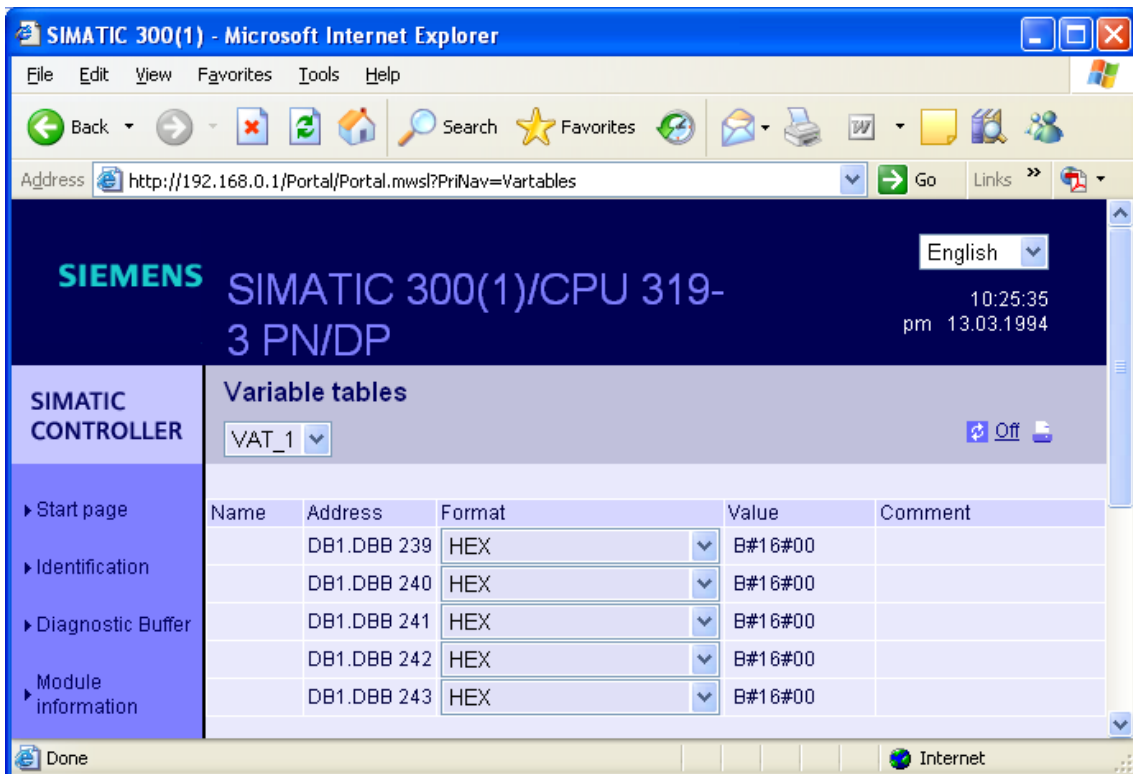 SIMATIC 300(1) - Microsoft Internet Explorer
File Edit View Favorites Tools Help
Back Search Favorites W
Address http://192.168.0.1/Portal/Portal.mwsl?PriNav=Vartables Go Links »
English
SIEMENS
SIMATIC 300(1)/CPU 319-
3 PN/DP
10:25:35
pm 13.03.1994
SIMATIC
CONTROLLER
Variable tables
VAT_1
Off
Start page
Identification
Diagnostic Buffer
Module
information
Name Address Format Value Comment
DB1.DBB 239 HEX B#16#00
DB1.DBB 240 HEX B#16#00
DB1.DBB 241 HEX B#16#00
DB1.DBB 242 HEX B#16#00
DB1.DBB 243 HEX B#16#00
Done Internet